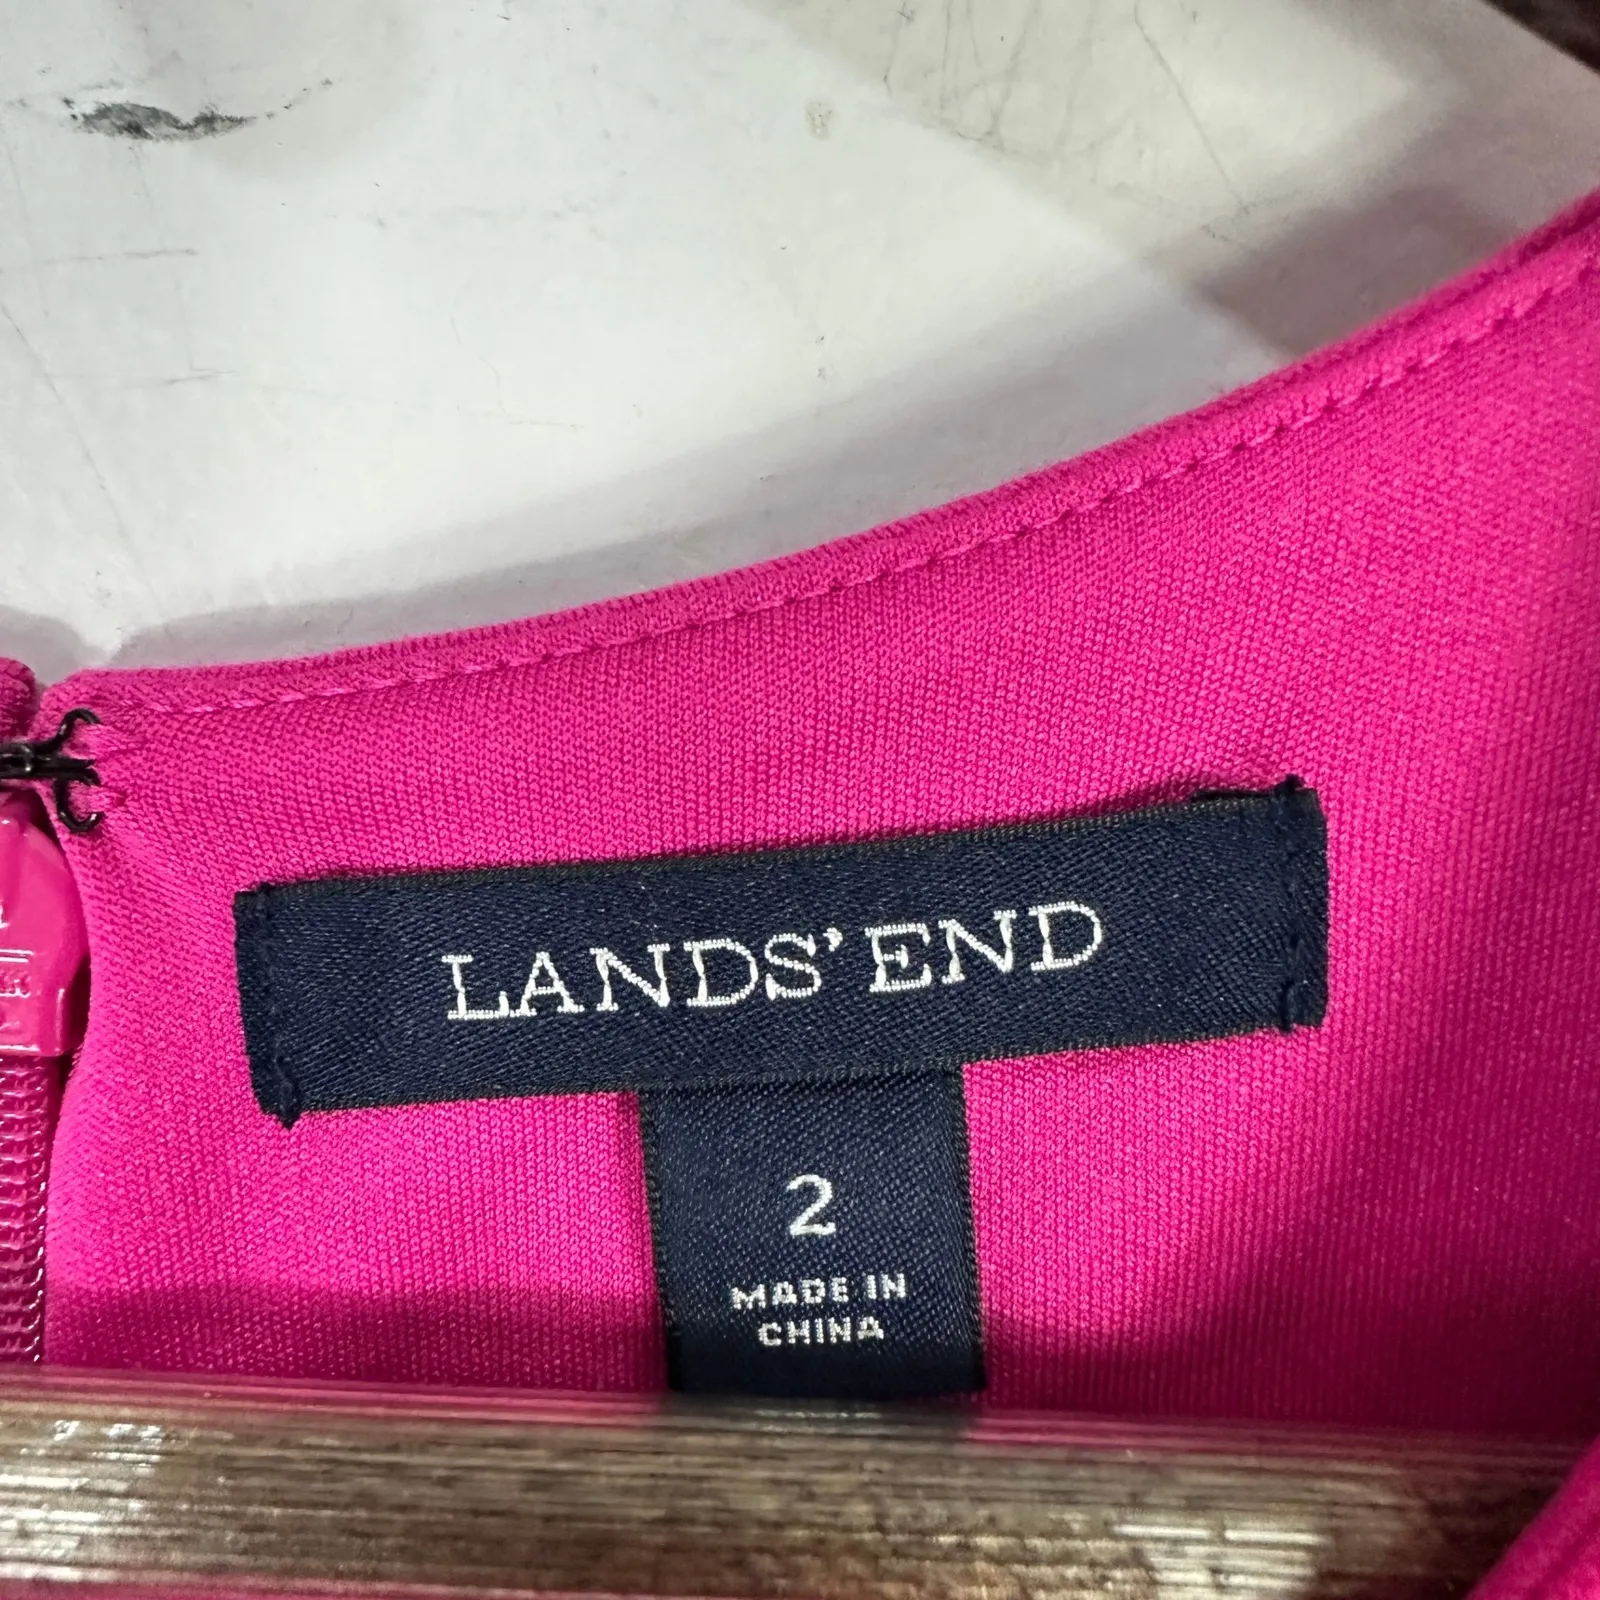 LANDS' END
2
MADE IN
CHINA